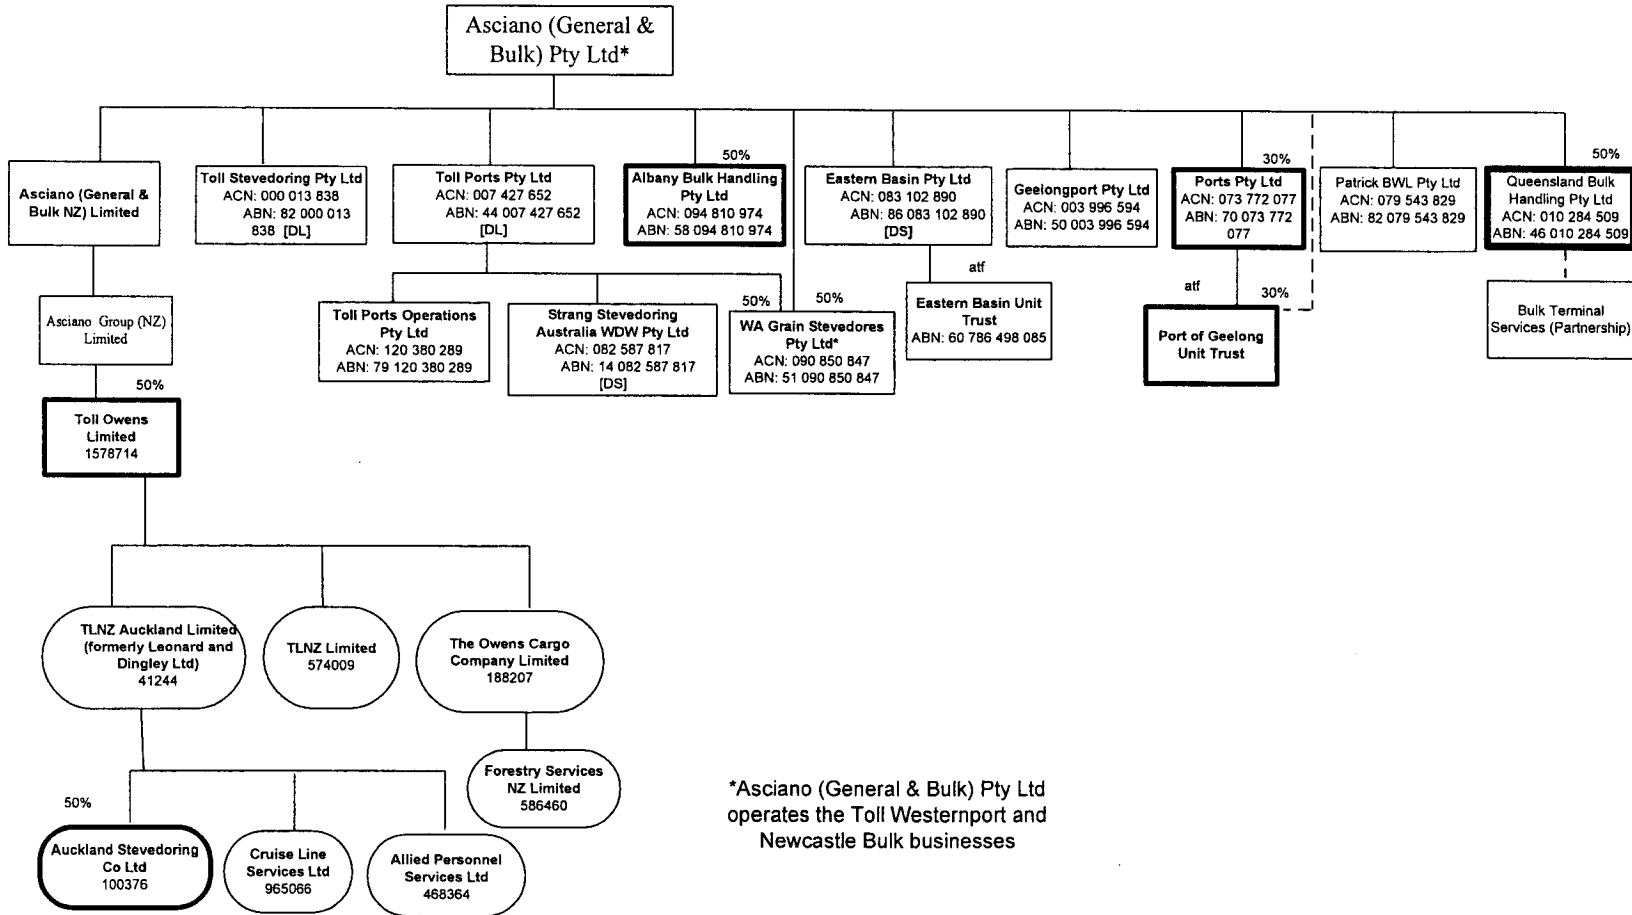 Asciano (General &
Bulk) Pty Ltd*
Asciano (General &
Bulk NZ) Limited
Toll Stevedoring Pty Ltd
ACN: 000 013 838
ABN: 82 000 013
838 [DL]
Toll Ports Pty Ltd
ACN: 007 427 652
ABN: 44 007 427 652
[DL]
50%
Albany Bulk Handling
Pty Ltd
ACN: 094 810 974
ABN: 58 094 810 974
Eastern Basin Pty Ltd
ACN: 083 102 890
ABN: 86 083 102 890
[DS]
Geelongport Pty Ltd
ACN: 003 996 594
ABN: 50 003 996 594
30%
Ports Pty Ltd
ACN: 073 772 077
ABN: 70 073 772
077
Patrick BWL Pty Ltd
ACN: 079 543 829
ABN: 82 079 543 829
50%
Queensland Bulk
Handling Pty Ltd
ACN: 010 284 509
ABN: 46 010 284 509
Asciano Group (NZ)
Limited
Toll Ports Operations
Pty Ltd
ACN: 120 380 289
ABN: 79 120 380 289
Strang Stevedoring
Australia WDW Pty Ltd
ACN: 082 587 817
ABN: 14 082 587 817
[DS]
50%
50%
WA Grain Stevedores
Pty Ltd*
ACN: 090 850 847
ABN: 51 090 850 847
atf
Eastern Basin Unit
Trust
ABN: 60 786 498 085
atf
30%
Port of Geelong
Unit Trust
Bulk Terminal
Services (Partnership)
50%
Toll Owens
Limited
1578714
TLNZ Auckland Limited
(formerly Leonard and
Dingley Ltd)
41244
TLNZ Limited
574009
The Owens Cargo
Company Limited
188207
Forestry Services
NZ Limited
586460
50%
Auckland Stevedoring
Co Ltd
100376
Cruise Line
Services Ltd
965066
Allied Personnel
Services Ltd
468364
*Asciano (General & Bulk) Pty Ltd
operates the Toll Westernport and
Newcastle Bulk businesses